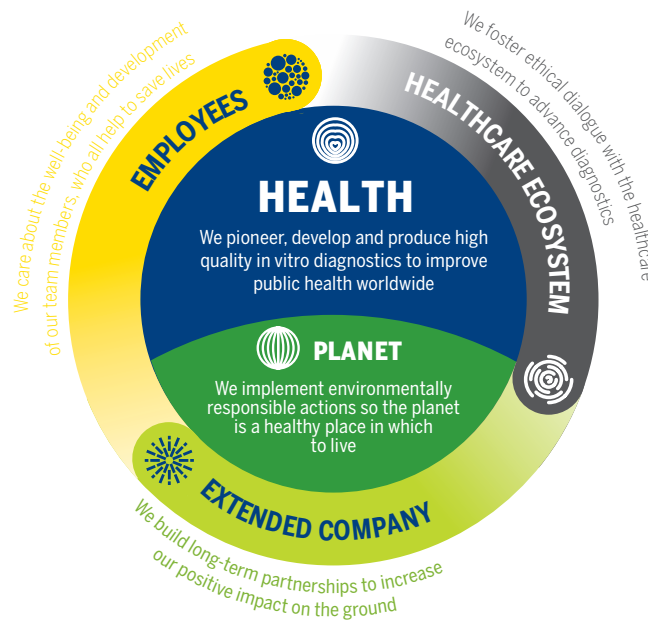 We care about the well-being and development
of our team members, who all help to save lives
EMPLOYEES
We foster ethical dialogue with the healthcare
ecosystem to advance diagnostics
HEALTHCARE ECOSYSTEM
HEALTH
We pioneer, develop and produce high
quality in vitro diagnostics to improve
public health worldwide
PLANET
We implement environmentally
responsible actions so the planet
is a healthy place in which
to live
EXTENDED COMPANY
We build long-term partnerships to increase
our positive impact on the ground